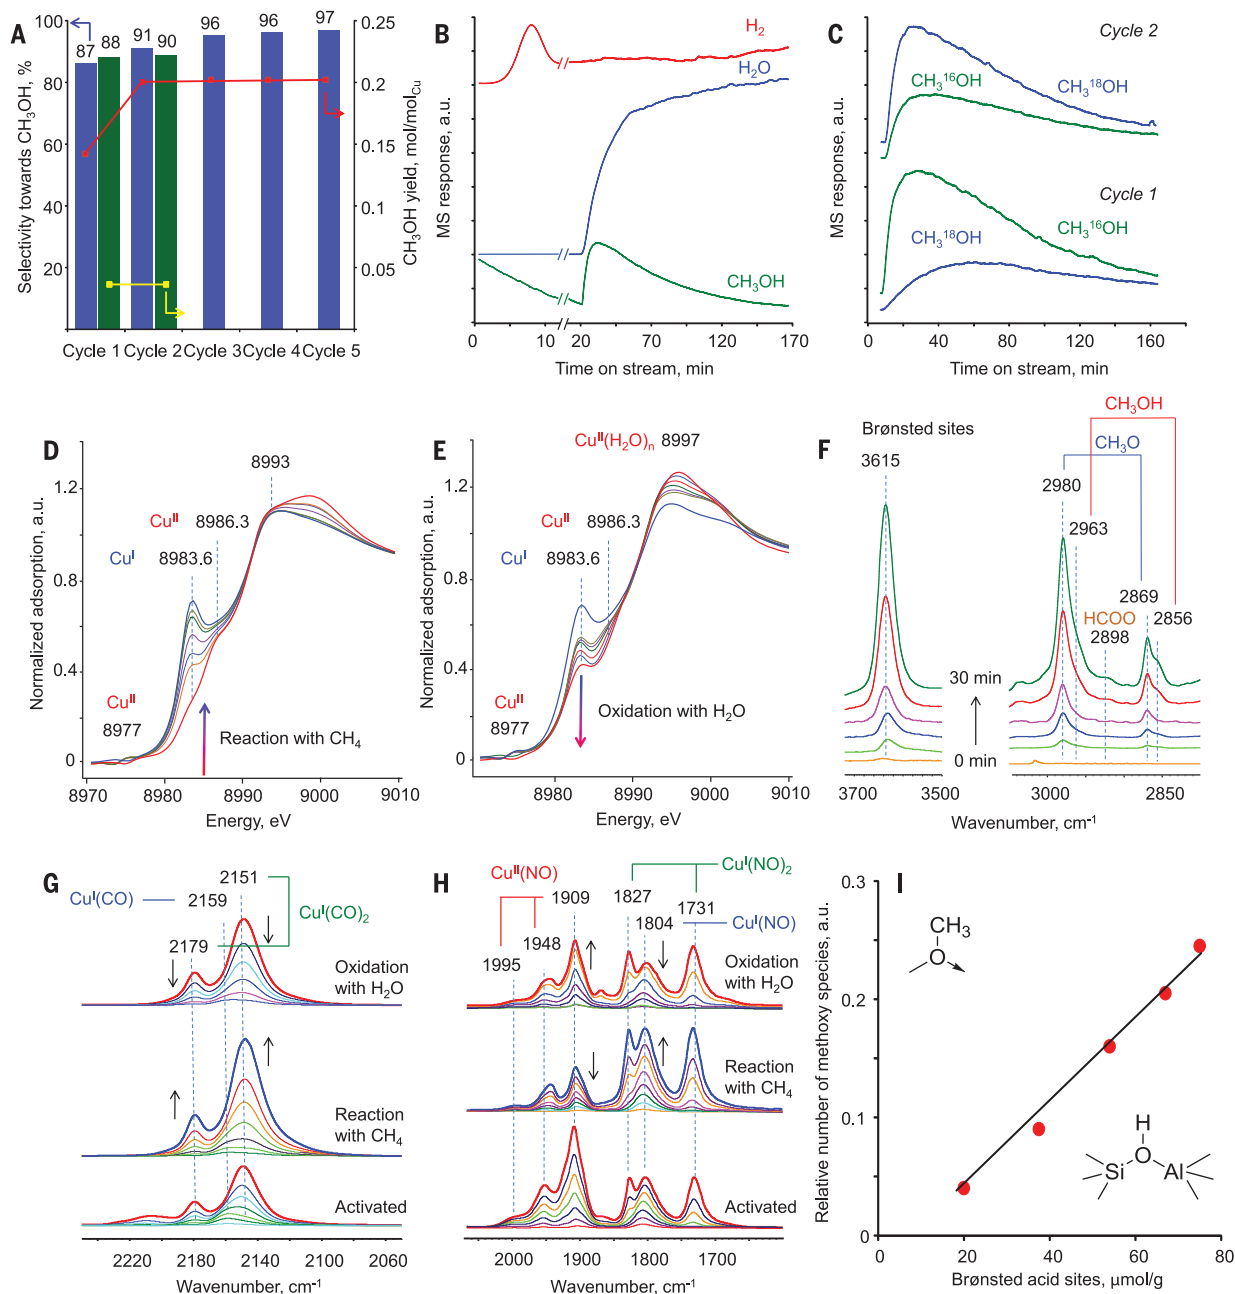 A
Selectivity towards CH₃OH, %
100
80
60
40
20
87
88
91
90
96
96
97
0.25
0.2
0.15
0.1
0.05
CH₃OH yield, mol/mol_Cu
Cycle 1 Cycle 2 Cycle 3 Cycle 4 Cycle 5
B
MS response, a.u.
H₂
H₂O
CH₃OH
0 10 20 70 120 170
Time on stream, min
C
MS response, a.u.
Cycle 2
CH₃¹⁶OH
CH₃¹⁸OH
Cycle 1
CH₃¹⁸OH
CH₃¹⁶OH
0 40 80 120 160
Time on stream, min
D
Normalized adsorption, a.u.
1.2
0.8
0.4
0
8993
Cuᴵᴵ
8986.3
Cuᴵ
8983.6
Cuᴵᴵ
8977
Reaction with CH₄
8970 8980 8990 9000 9010
Energy, eV
E
Normalized adsorption, a.u.
1.2
0.8
0.4
0
Cuᴵᴵ(H₂O)ₙ 8997
Cuᴵᴵ
8986.3
Cuᴵ
8983.6
Cuᴵᴵ
8977
Oxidation with H₂O
8980 8990 9000 9010
Energy, eV
F
Brønsted sites
3615
CH₃OH
CH₃O
2980
2963
2869
HCOO
2898
2856
30 min
0 min
3700 3500 3000 2850
Wavenumber, cm⁻¹
G
2151
Cuᴵ(CO)
2159
Cuᴵ(CO)₂
2179
Oxidation
with H₂O
Reaction
with CH₄
Activated
2220 2180 2140 2100 2060
Wavenumber, cm⁻¹
H
Cuᴵᴵ(NO)
Cuᴵ(NO)₂
1909
1827
1804
1731
Cuᴵ(NO)
1948
1995
Oxidation
with H₂O
Reaction
with CH₄
Activated
2000 1900 1800 1700
Wavenumber, cm⁻¹
I
Relative number of methoxy species, a.u.
0.3
0.2
0.1
0
CH₃
O
H
O
Si
Al
0 20 40 60 80
Brønsted acid sites, µmol/g